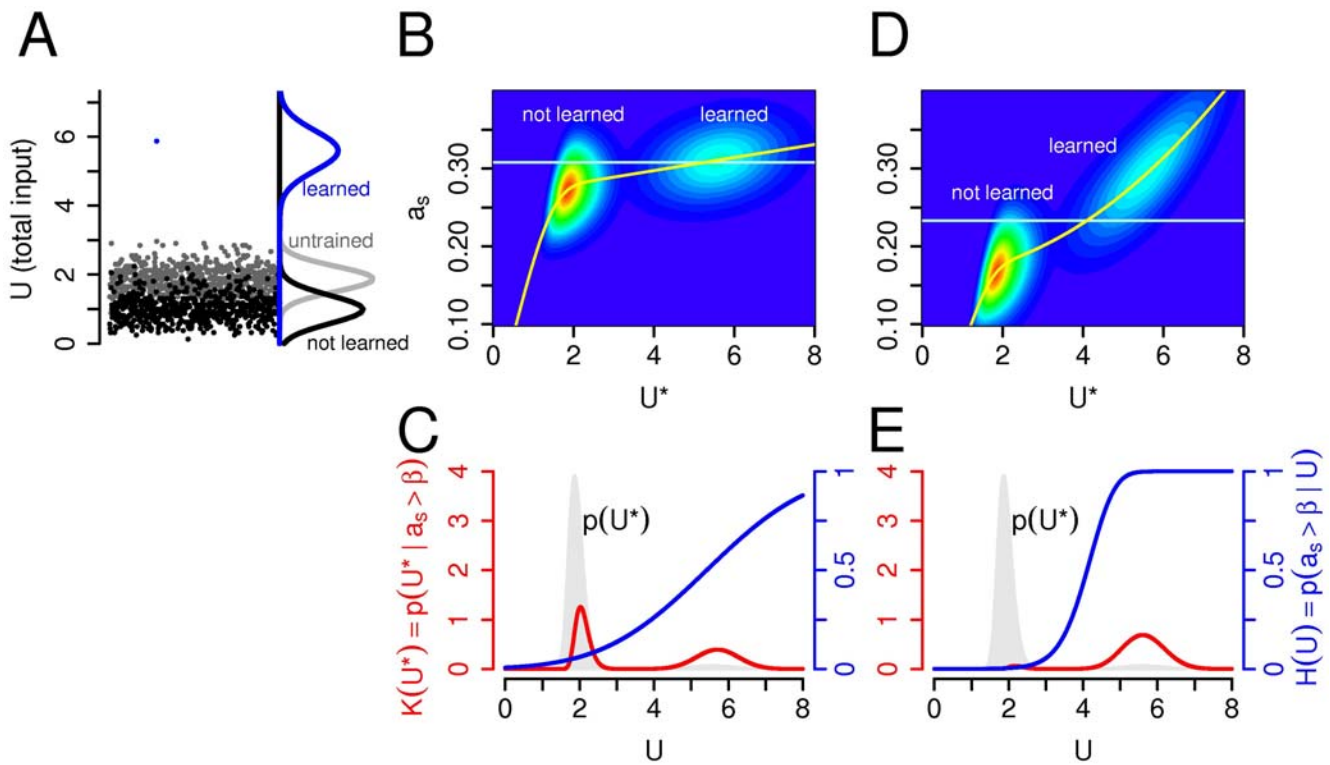 A
U (total input)
0 2 4 6
learned
untrained
not learned
B
a_s
0.10 0.20 0.30
not learned
learned
0 2 4 6 8
U*
D
0.10 0.20 0.30
not learned
learned
0 2 4 6 8
U*
C
K(U*) = p(U* | a_s > β)
0 1 2 3 4
p(U*)
0 0.5 1
0 2 4 6 8
U
E
0 1 2 3 4
p(U*)
0 0.5 1
H(U) = p(a_s > β | U)
0 2 4 6 8
U